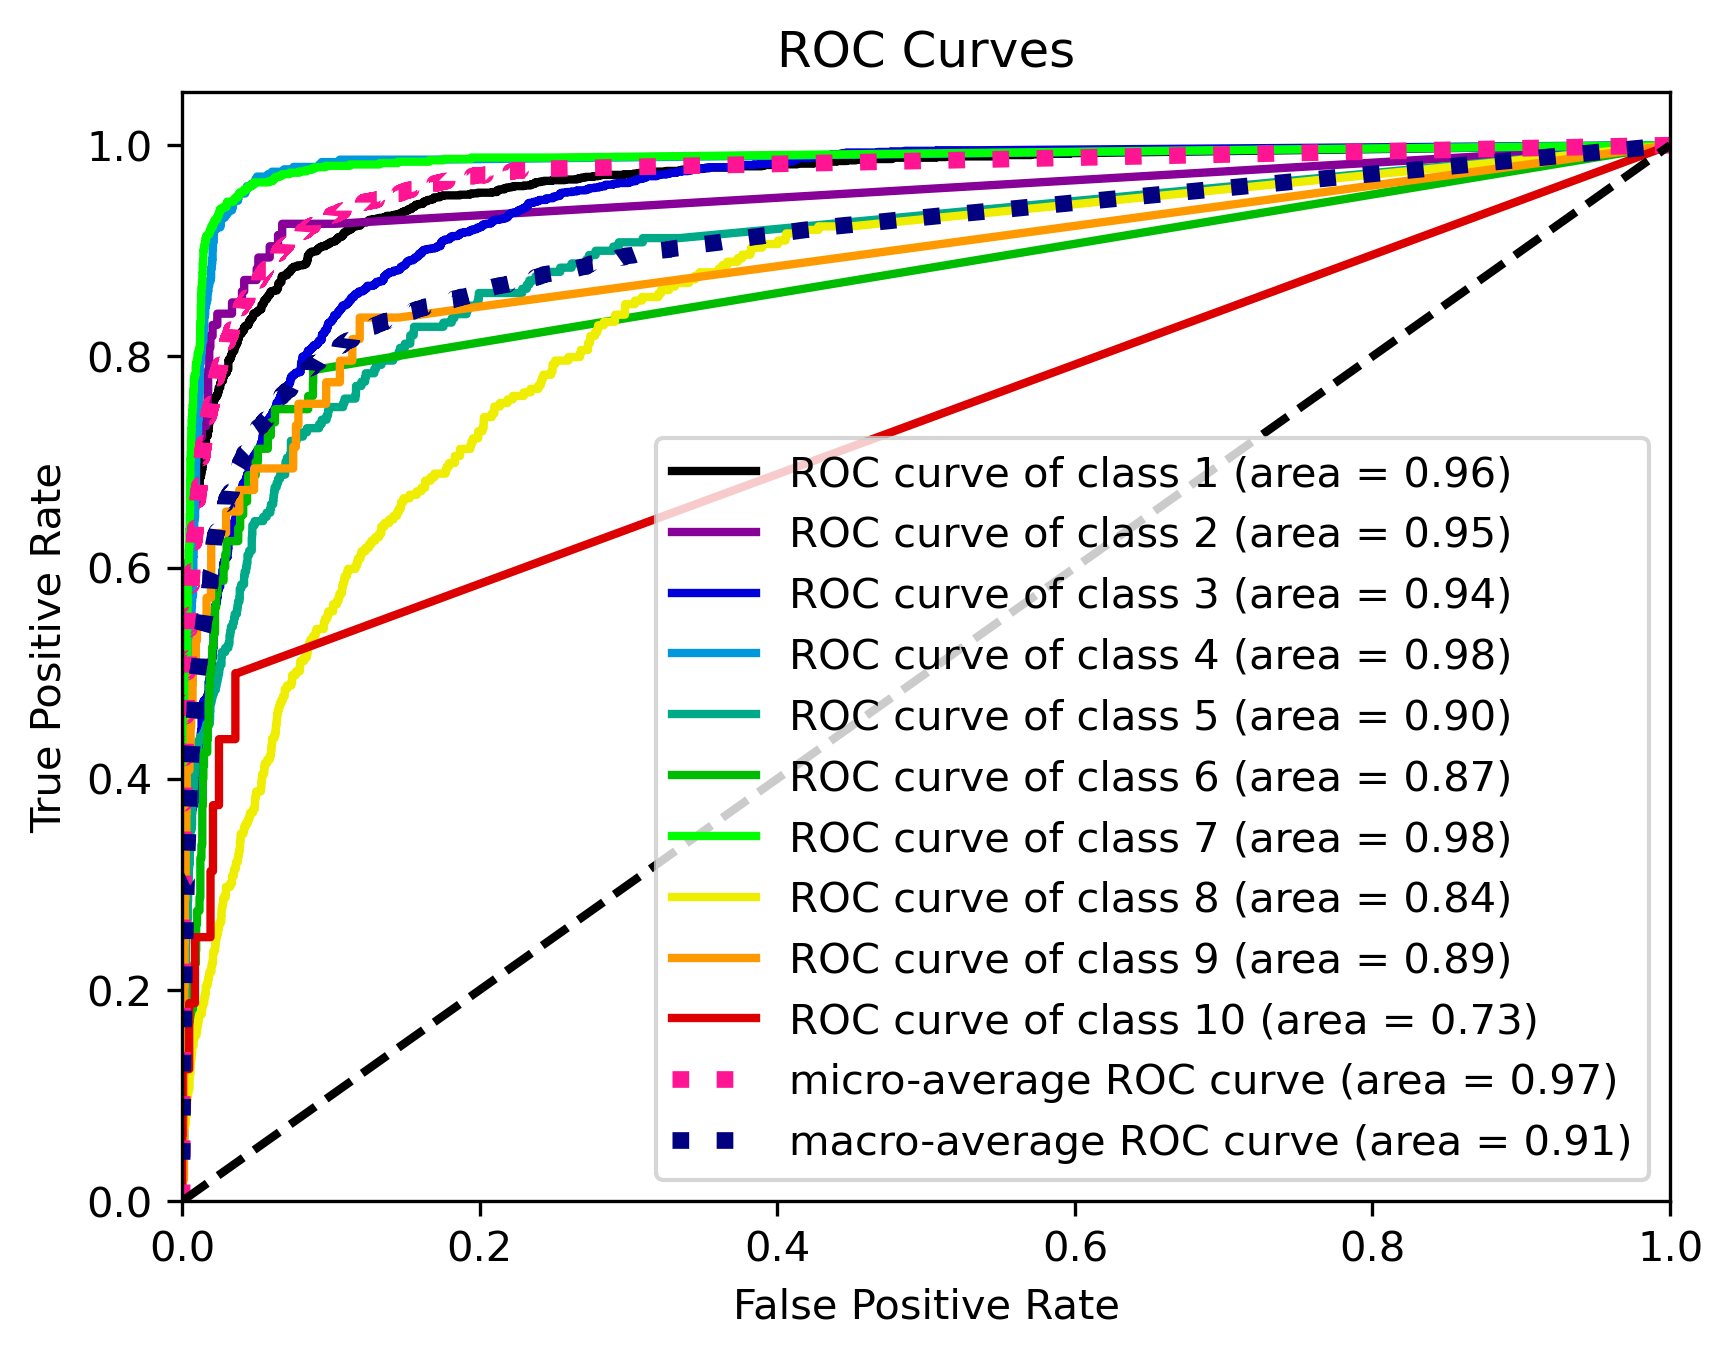 ROC Curves
True Positive Rate
1.0
0.8
0.6
0.4
0.2
0.0
ROC curve of class 1 (area = 0.96)
ROC curve of class 2 (area = 0.95)
ROC curve of class 3 (area = 0.94)
ROC curve of class 4 (area = 0.98)
ROC curve of class 5 (area = 0.90)
ROC curve of class 6 (area = 0.87)
ROC curve of class 7 (area = 0.98)
ROC curve of class 8 (area = 0.84)
ROC curve of class 9 (area = 0.89)
ROC curve of class 10 (area = 0.73)
micro-average ROC curve (area = 0.97)
macro-average ROC curve (area = 0.91)
0.0 0.2 0.4 0.6 0.8 1.0
False Positive Rate